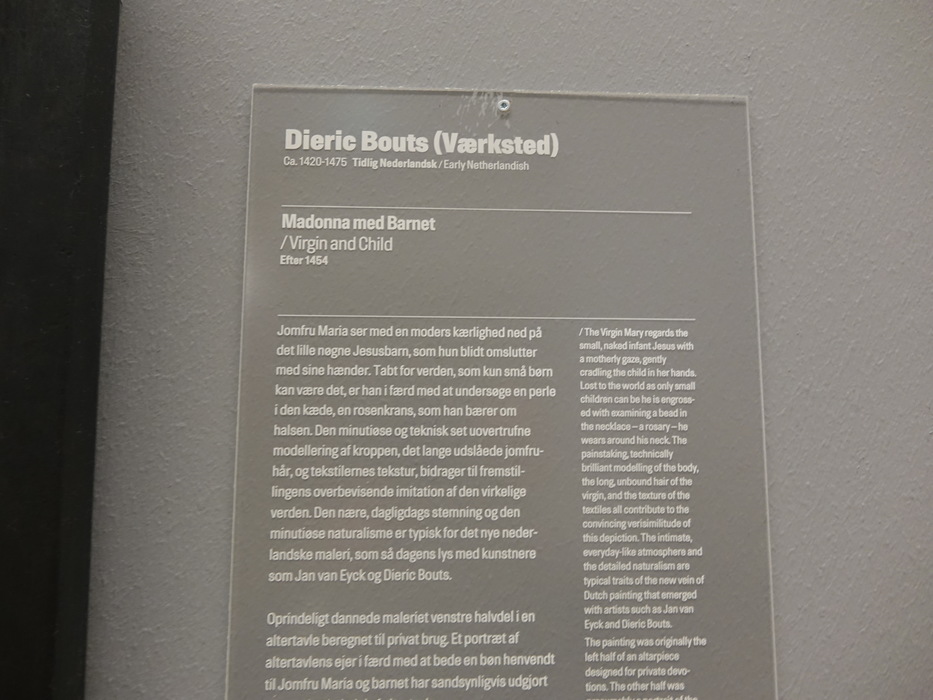 Dieric Bouts (Værksted)
Ca. 1420-1475 Tidlig Nederlandsk / Early Netherlandish
Madonna med Barnet
/ Virgin and Child
Efter 1454
Jomfru Maria ser med en moders kærlighed ned på
det lille nøgne Jesusbarn, som hun blidt omslutter
med sine hænder. Tabt for verden, som kun små børn
kan være det, er han i færd med at undersøge en perle
i den kæde, en rosenkrans, som han bærer om
halsen. Den minutiøse og teknisk set uovertrufne
modellering af kroppen, det lange udslåede jomfru-
hår, og tekstilernes tekstur, bidrager til fremstil-
lingens overbevisende imitation af den virkelige
verden. Den nære, dagligdags stemning og den
minutiøse naturalisme er typisk for det nye neder-
landske maleri, som så dagens lys med kunstnere
som Jan van Eyck og Dieric Bouts.
Oprindeligt dannede maleriet venstre halvdel i en
altertavle beregnet til privat brug. Et portræt af
altertavlens ejer i færd med at bede en bøn henvendt
til Jomfru Maria og barnet har sandsynligvis udgjort
/ The Virgin Mary regards the
small, naked infant Jesus with
a motherly gaze, gently
cradling the child in her hands.
Lost to the world as only small
children can be he is engross-
ed with examining a bead in
the necklace – a rosary – he
wears around his neck. The
painstaking, technically
brilliant modelling of the body,
the long, unbound hair of the
virgin, and the texture of the
textiles all contribute to the
convincing verisimilitude of
this depiction. The intimate,
everyday-like atmosphere and
the detailed naturalism are
typical traits of the new vein of
Dutch painting that emerged
with artists such as Jan van
Eyck and Dieric Bouts.
The painting was originally the
left half of an altarpiece
designed for private devo-
tions. The other half was